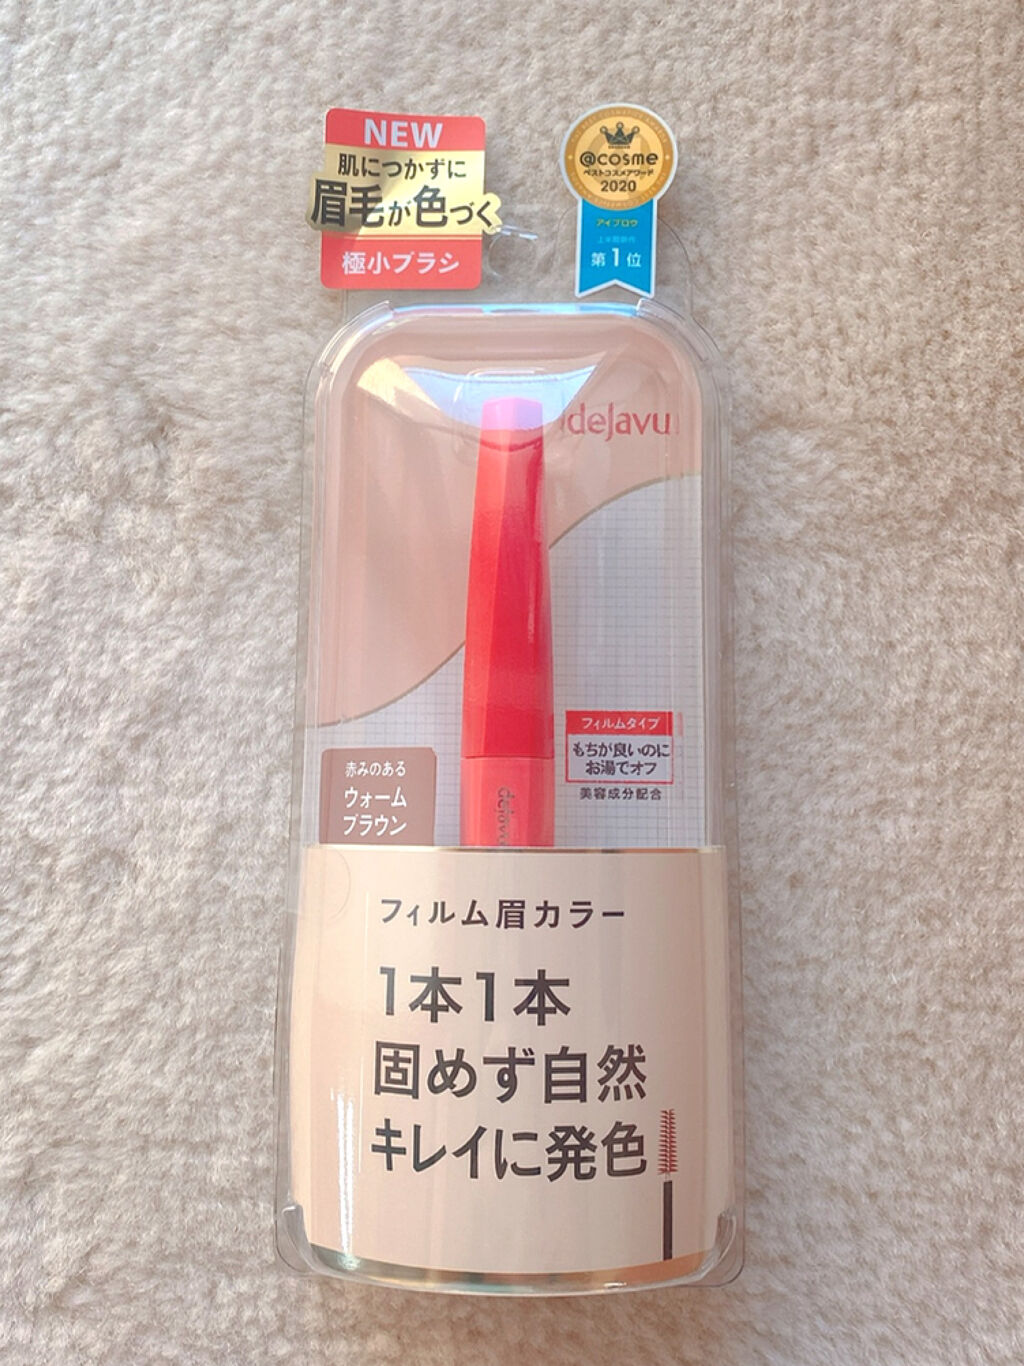 NEW
肌につかずに
眉毛が色づく
極小ブラシ
@cosme
ベストコスメアワード
2020
アイブロウ
上半期新作
第1位
dejavu
フィルムタイプ
もちが良いのに
お湯でオフ
美容成分配合
赤みのある
ウォーム
ブラウン
dejavu
フィルム眉カラー
1本1本
固めず自然
キレイに発色